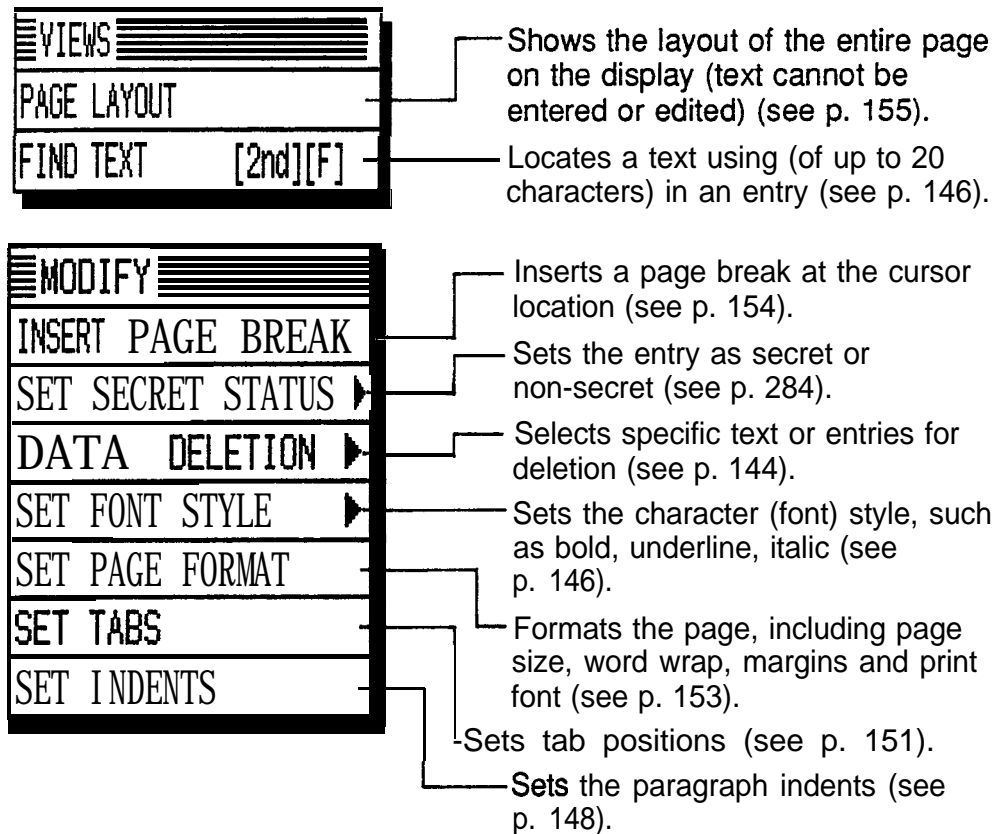 VIEWS
PAGE LAYOUT
FIND TEXT [2nd][F]
Shows the layout of the entire page
on the display (text cannot be
entered or edited) (see p. 155).
Locates a text using (of up to 20
characters) in an entry (see p. 146).
MODIFY
INSERT PAGE BREAK
SET SECRET STATUS
DATA DELETION
SET FONT STYLE
SET PAGE FORMAT
SET TABS
SET INDENTS
Inserts a page break at the cursor
location (see p. 154).
Sets the entry as secret or
non-secret (see p. 284).
Selects specific text or entries for
deletion (see p. 144).
Sets the character (font) style, such
as bold, underline, italic (see
p. 146).
Formats the page, including page
size, word wrap, margins and print
font (see p. 153).
-Sets tab positions (see p. 151).
Sets the paragraph indents (see
p. 148).